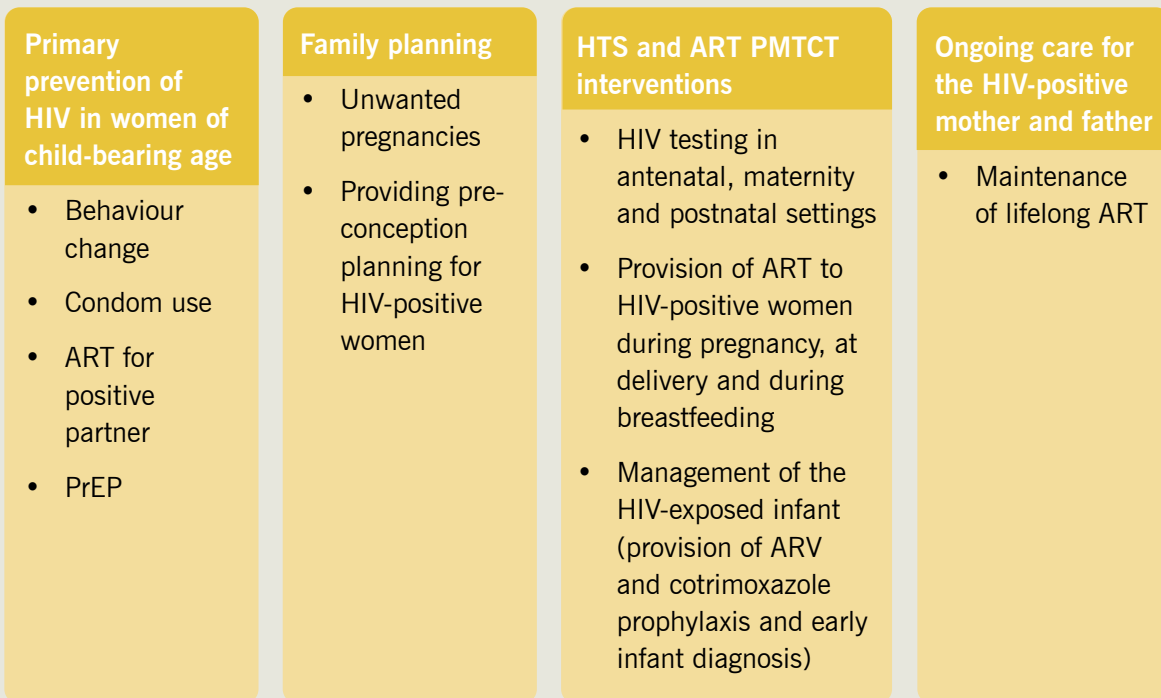 Primary
prevention of
HIV in women of
child-bearing age
• Behaviour
change
• Condom use
• ART for
positive
partner
• PrEP
Family planning
• Unwanted
pregnancies
• Providing pre-
conception
planning for
HIV-positive
women
HTS and ART PMTCT
interventions
• HIV testing in
antenatal, maternity
and postnatal settings
• Provision of ART to
HIV-positive women
during pregnancy, at
delivery and during
breastfeeding
• Management of the
HIV-exposed infant
(provision of ARV
and cotrimoxazole
prophylaxis and early
infant diagnosis)
Ongoing care for
the HIV-positive
mother and father
• Maintenance
of lifelong ART